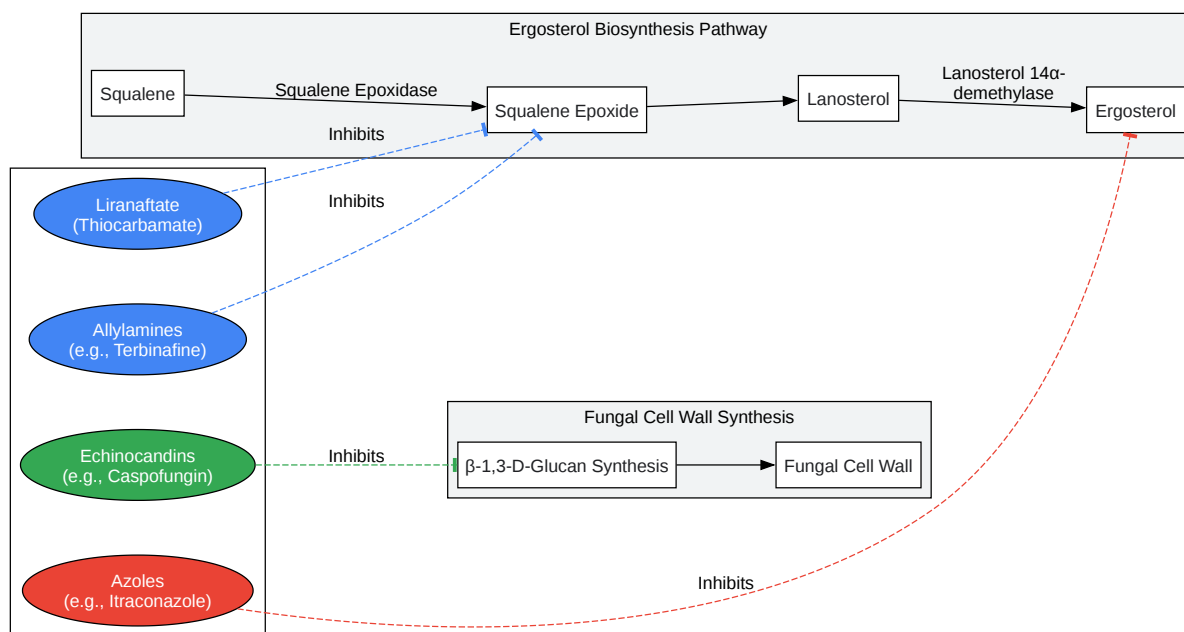 Ergosterol Biosynthesis Pathway
Squalene
Squalene Epoxidase
Squalene Epoxide
Lanosterol
Lanosterol 14α-
demethylase
Ergosterol
Inhibits
Liranaftate
(Thiocarbamate)
Inhibits
Allylamines
(e.g., Terbinafine)
Fungal Cell Wall Synthesis
Echinocandins
(e.g., Caspofungin)
Inhibits
β-1,3-D-Glucan Synthesis
Fungal Cell Wall
Azoles
(e.g., Itraconazole)
Inhibits